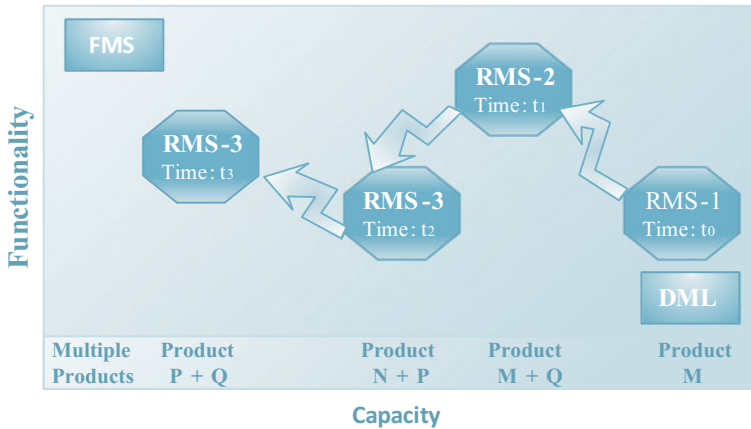 FMS
RMS-2
Time: t₁
RMS-3
Time: t₃
RMS-3
Time: t₂
RMS-1
Time: t₀
DML
Functionality
Multiple
Products
Product
P + Q
Product
N + P
Product
M + Q
Product
M
Capacity